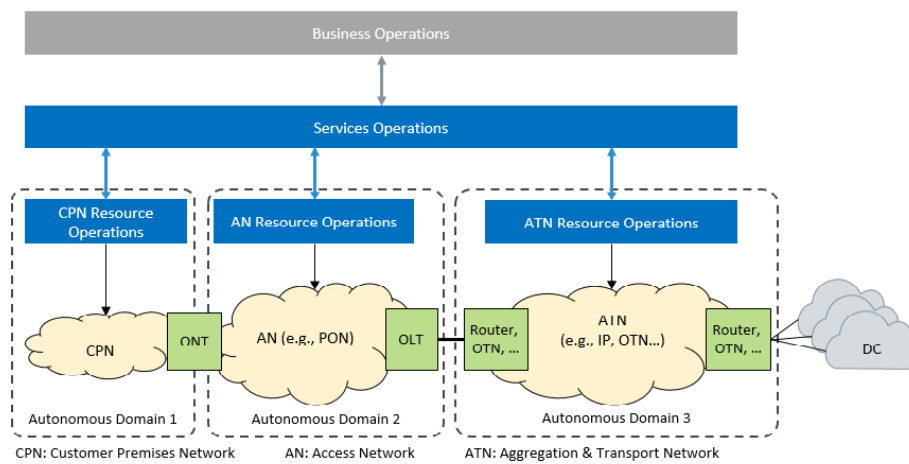 Business Operations
Services Operations
CPN Resource
Operations
AN Resource Operations
ATN Resource Operations
CPN
ONT
AN (e.g., PON)
OLT
Router,
OTN, ...
ATN
(e.g., IP, OTN...)
Router,
OTN, ...
DC
Autonomous Domain 1
Autonomous Domain 2
Autonomous Domain 3
CPN: Customer Premises Network
AN: Access Network
ATN: Aggregation & Transport Network